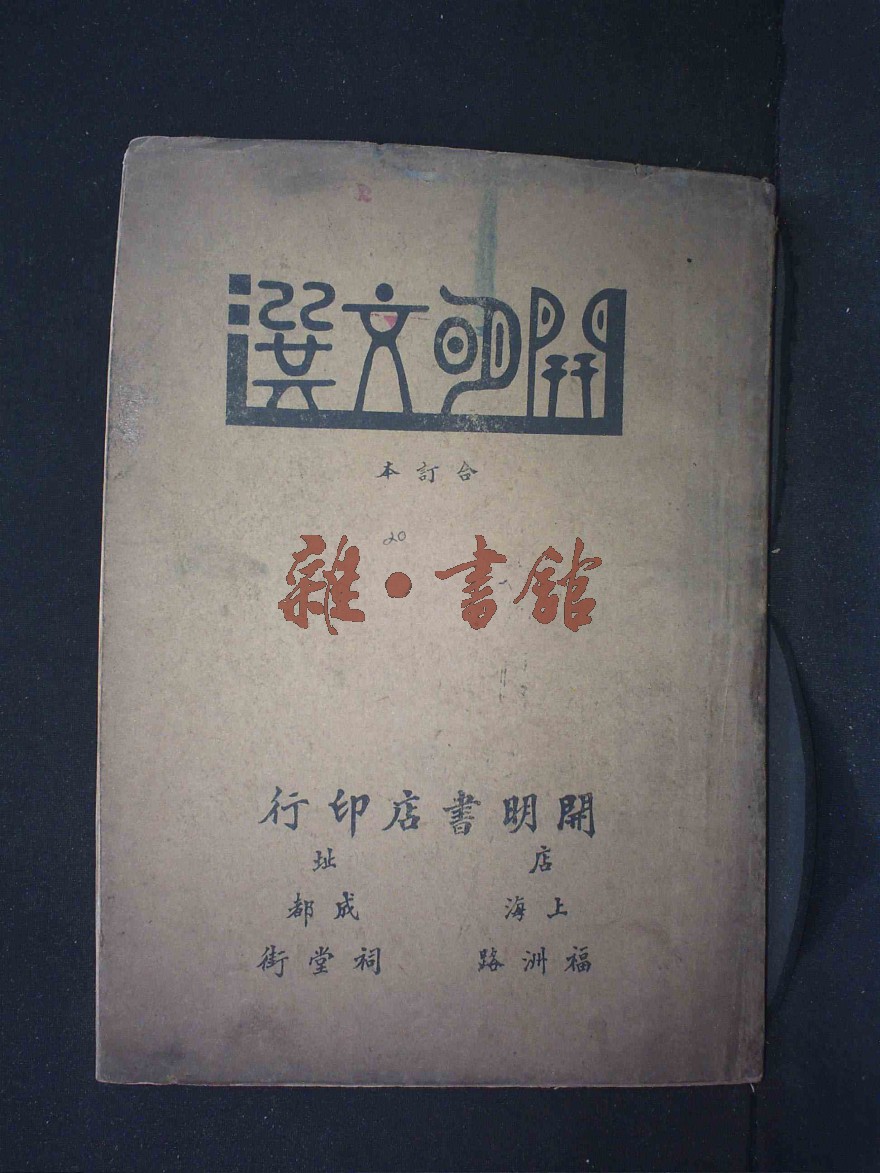 開明文選
合訂本
20
雜·書館
開明書店印行
店址
上海 成都
福洲路 祠堂街